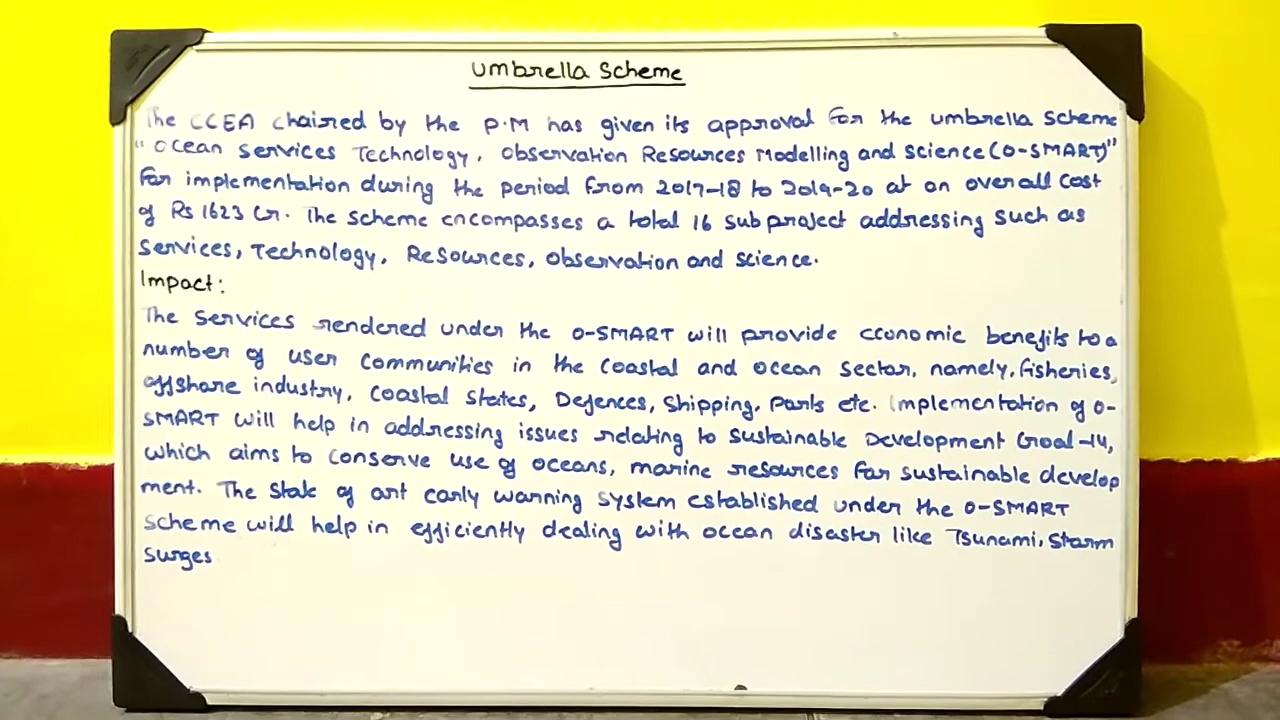 Umbrella Scheme
The CCEA chaired by the P.M has given its approval for the umbrella scheme
"Ocean services Technology, Observation Resources Modelling and science (O-SMART)"
For implementation during the period from 2017-18 to 2019-20 at an overall cost
of Rs 1623 Cr. The scheme encompasses a total 16 sub project addressing such as
services, Technology, Resources, Observation and science.
Impact:
The services rendered under the O-SMART will provide economic benefits to a
number of user communities in the coastal and ocean sector, namely, fisheries,
offshare industry, coastal states, Defences, shipping, Ports etc. Implementation of O-
SMART will help in addressing issues relating to sustainable Development Goal-14,
which aims to conserve use of oceans, marine resources for sustainable develop
ment. The state of art early warning system established under the O-SMART
scheme will help in efficiently dealing with ocean disaster like Tsunami, storm
surges